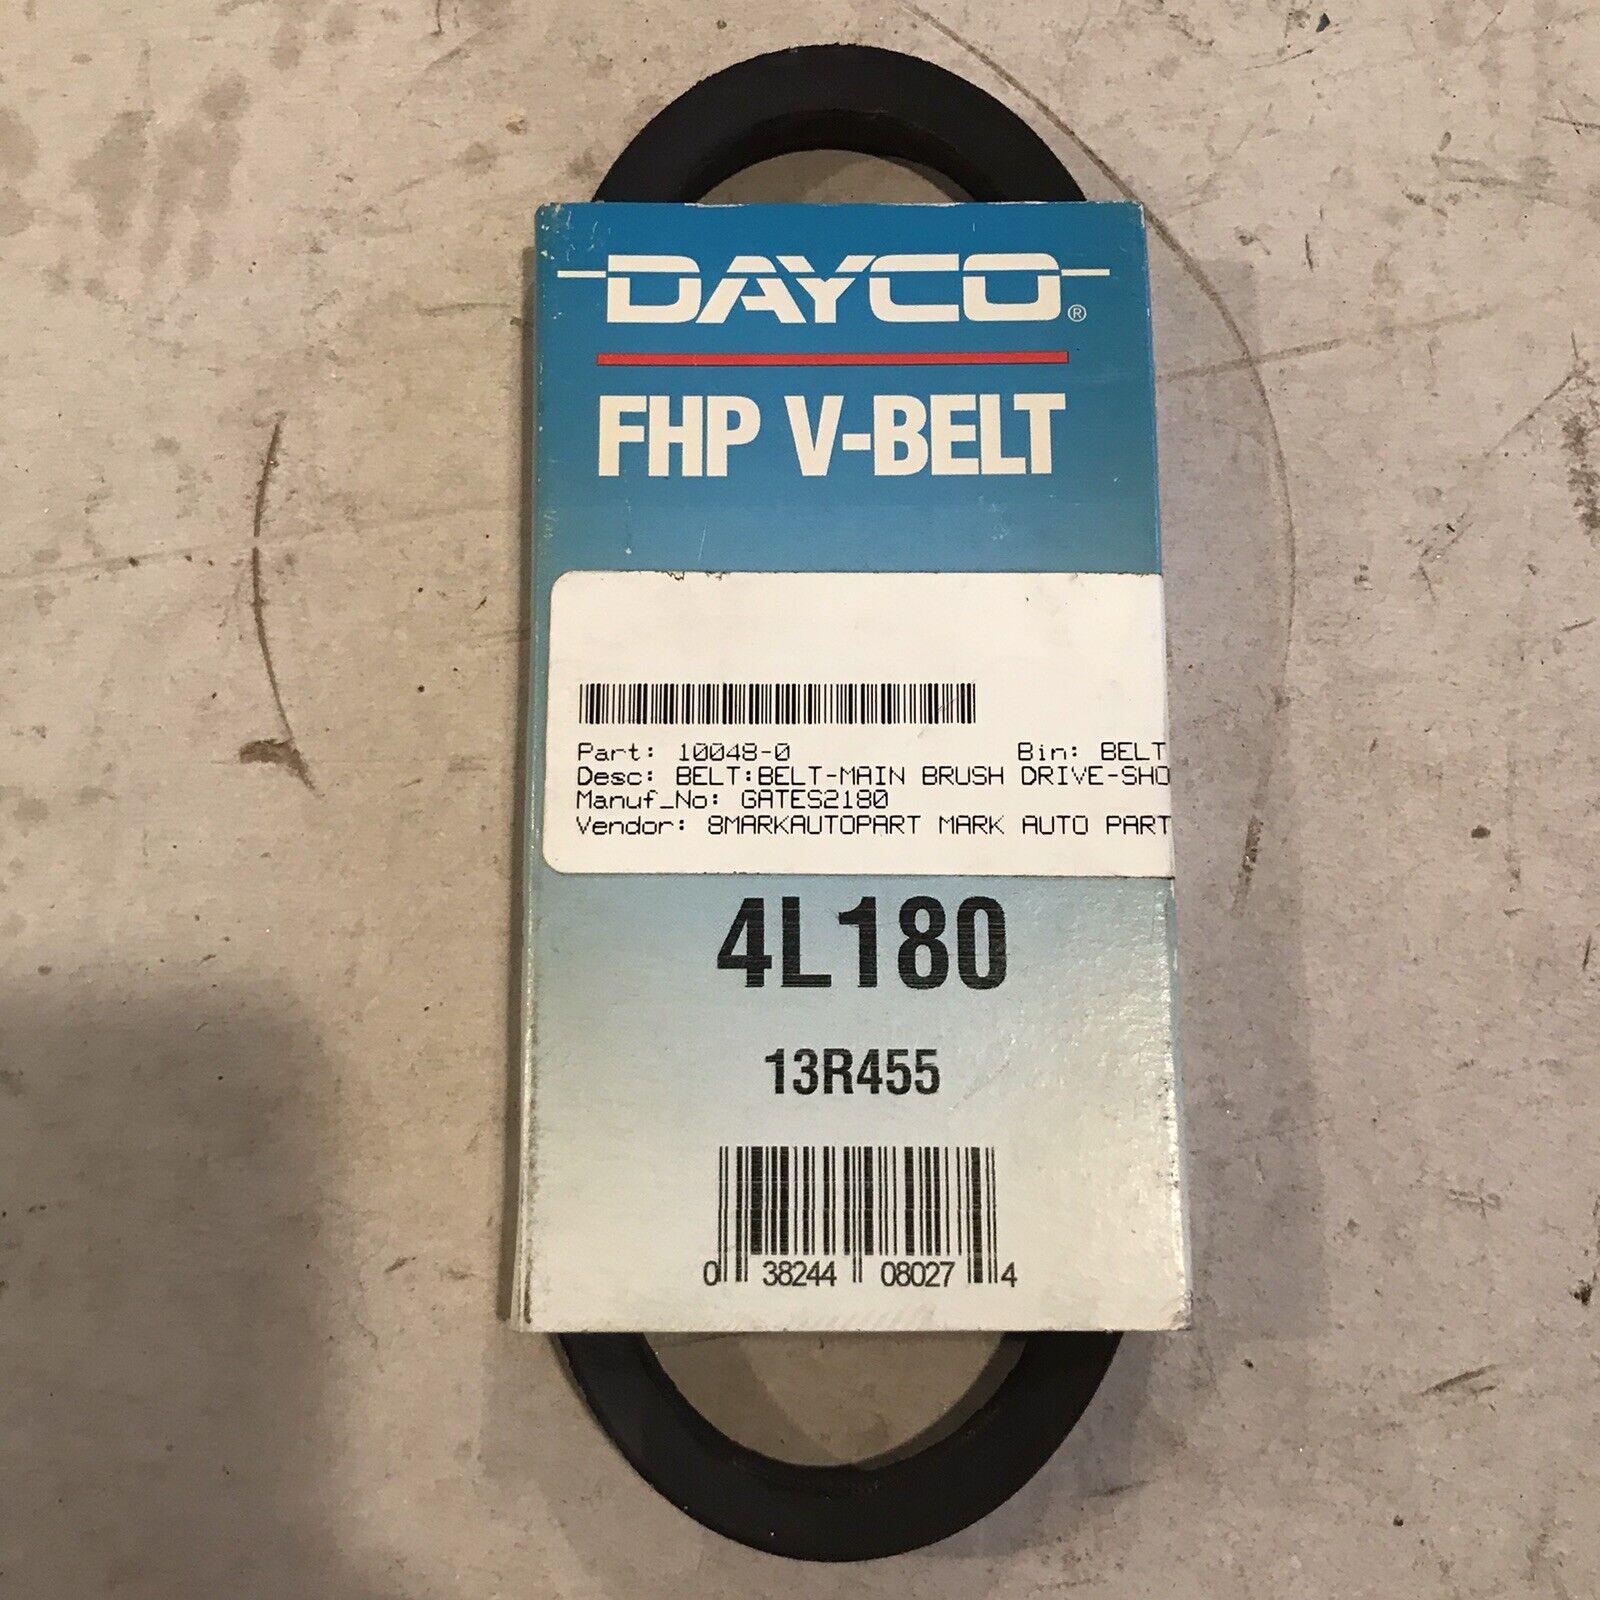 DAYCO®
FHP V-BELT
Part: 10048-0 Bin: BELT
Desc: BELT:BELT-MAIN BRUSH DRIVE-SHO
Manuf_No: GATES2180
Vendor: 8MARKAUTOPART MARK AUTO PART
4L180
13R455
0 38244 08027 4